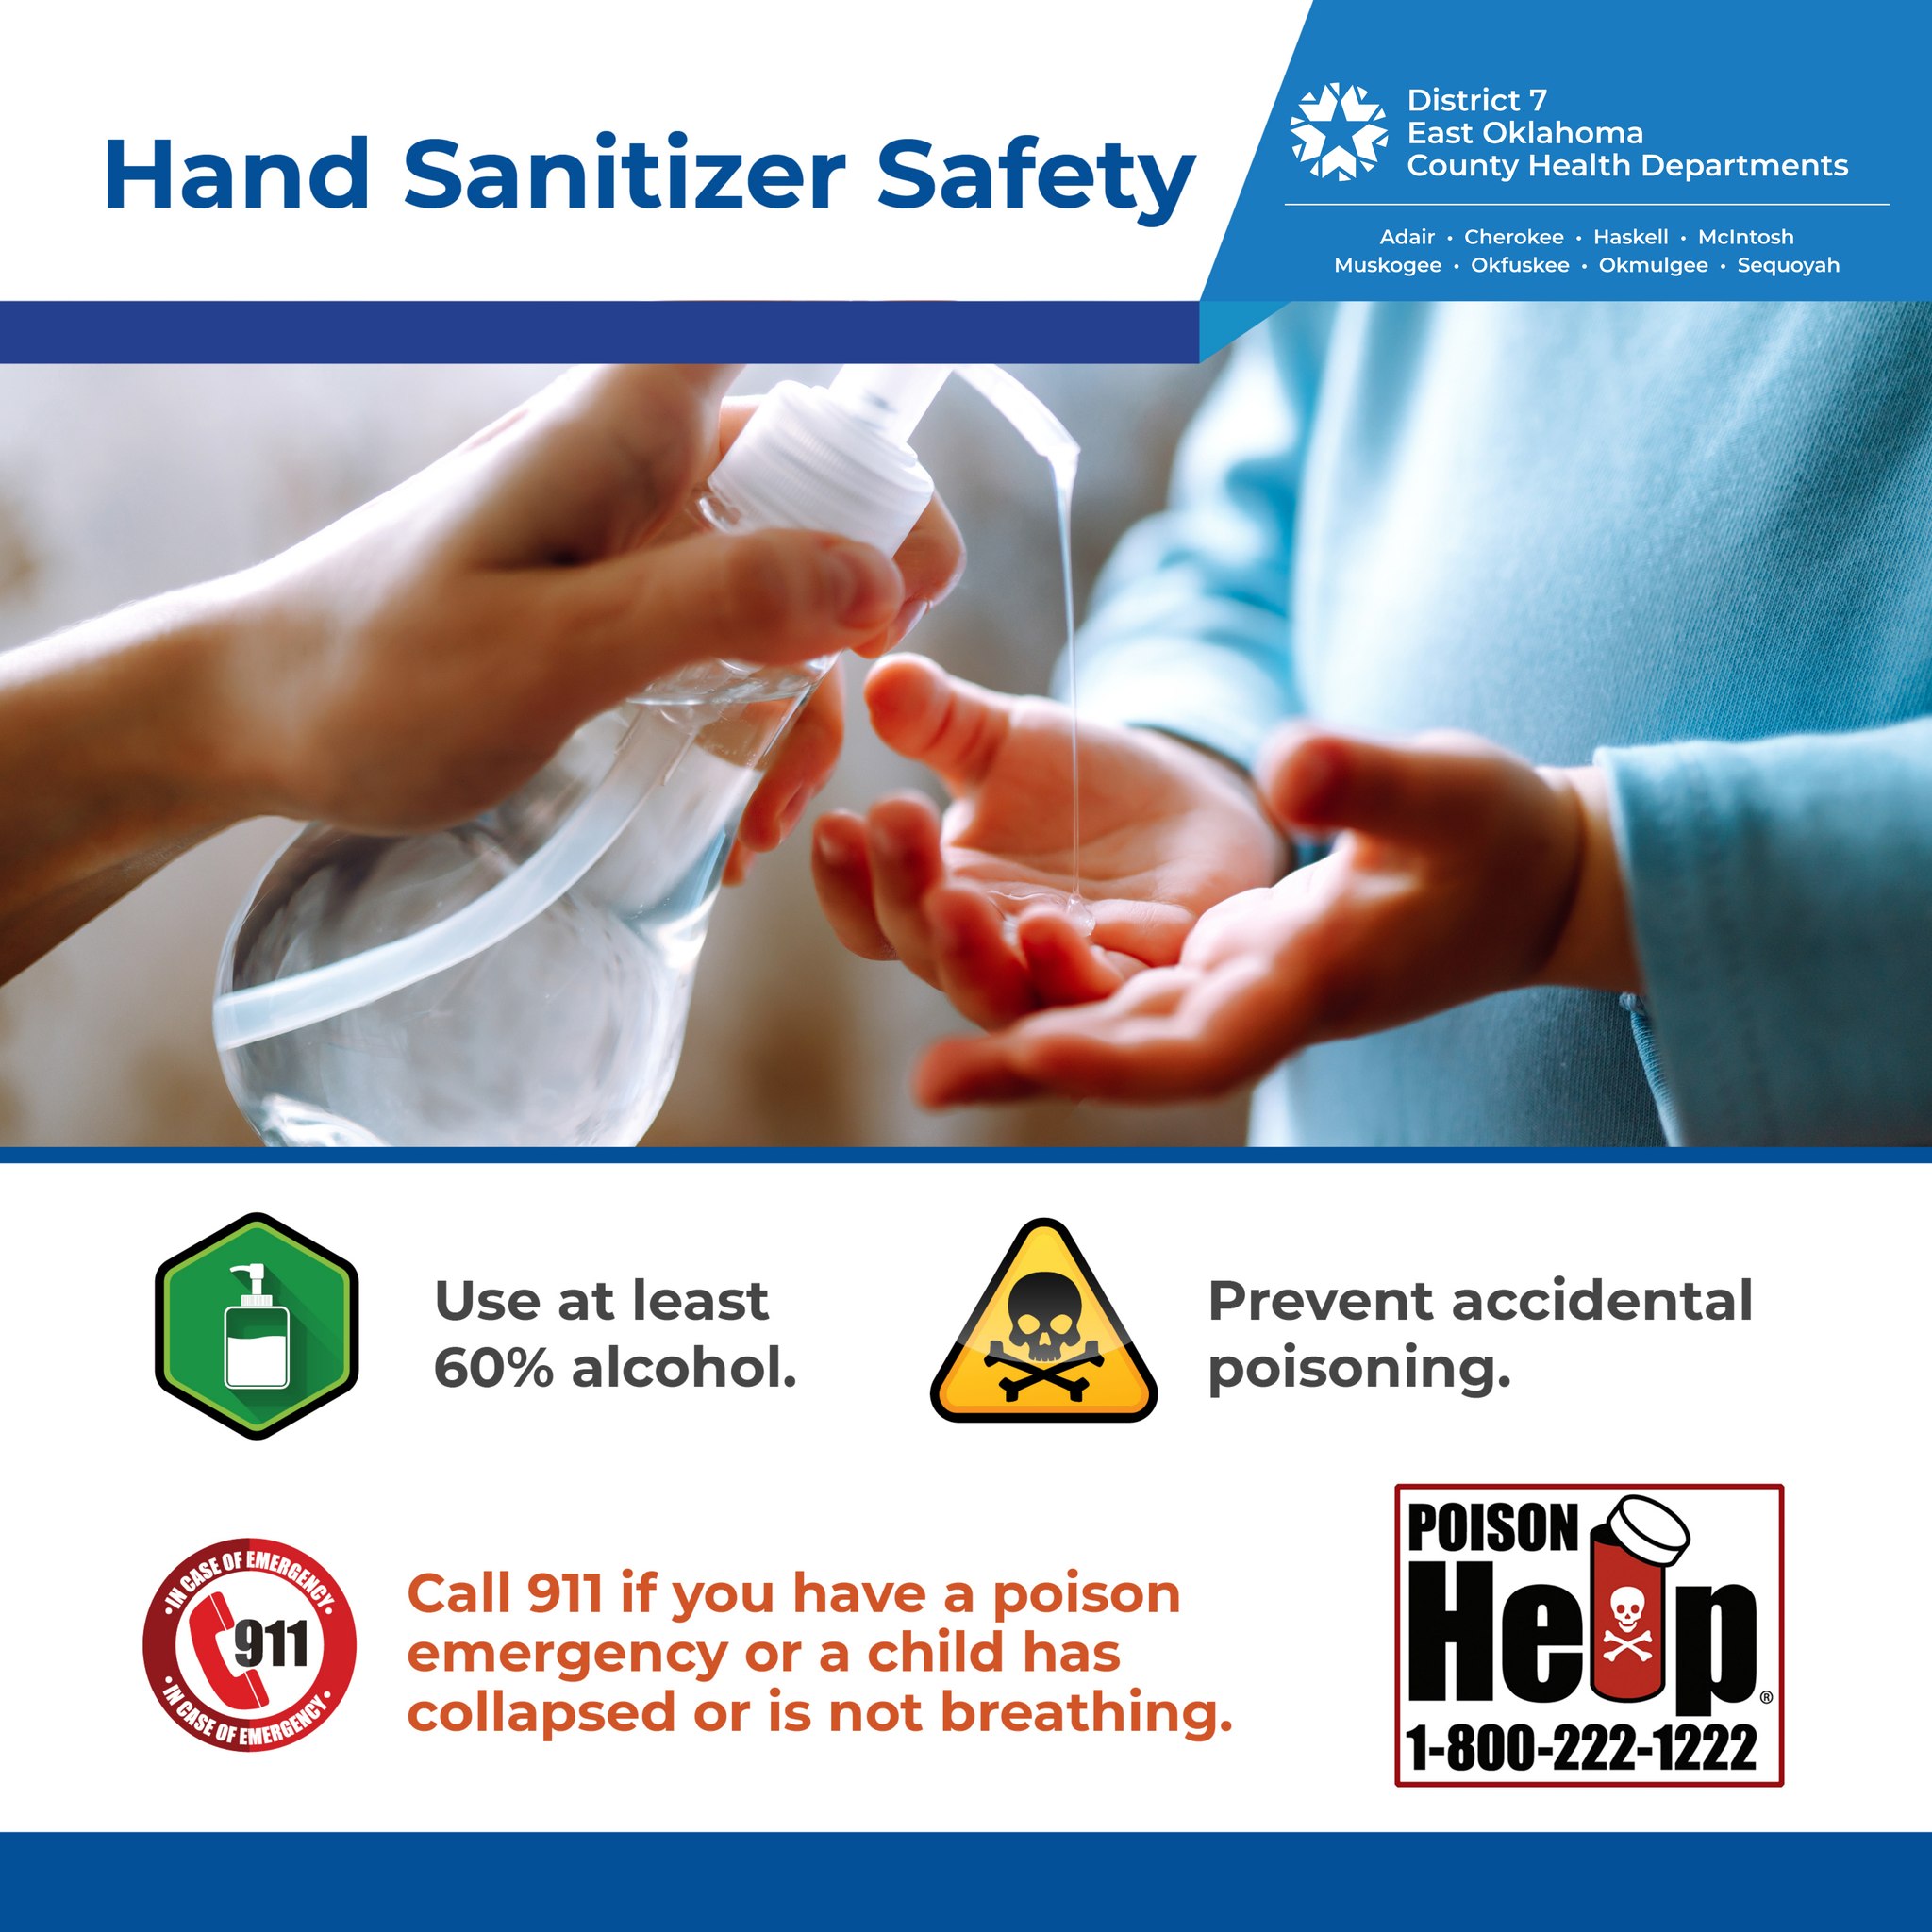 Hand Sanitizer Safety
District 7
East Oklahoma
County Health Departments
Adair • Cherokee • Haskell • McIntosh
Muskogee • Okfuskee • Okmulgee • Sequoyah
Use at least
60% alcohol.
Prevent accidental
poisoning.
•IN CASE OF EMERGENCY•
911
•IN CASE OF EMERGENCY•
Call 911 if you have a poison
emergency or a child has
collapsed or is not breathing.
POISON
Help®
1-800-222-1222